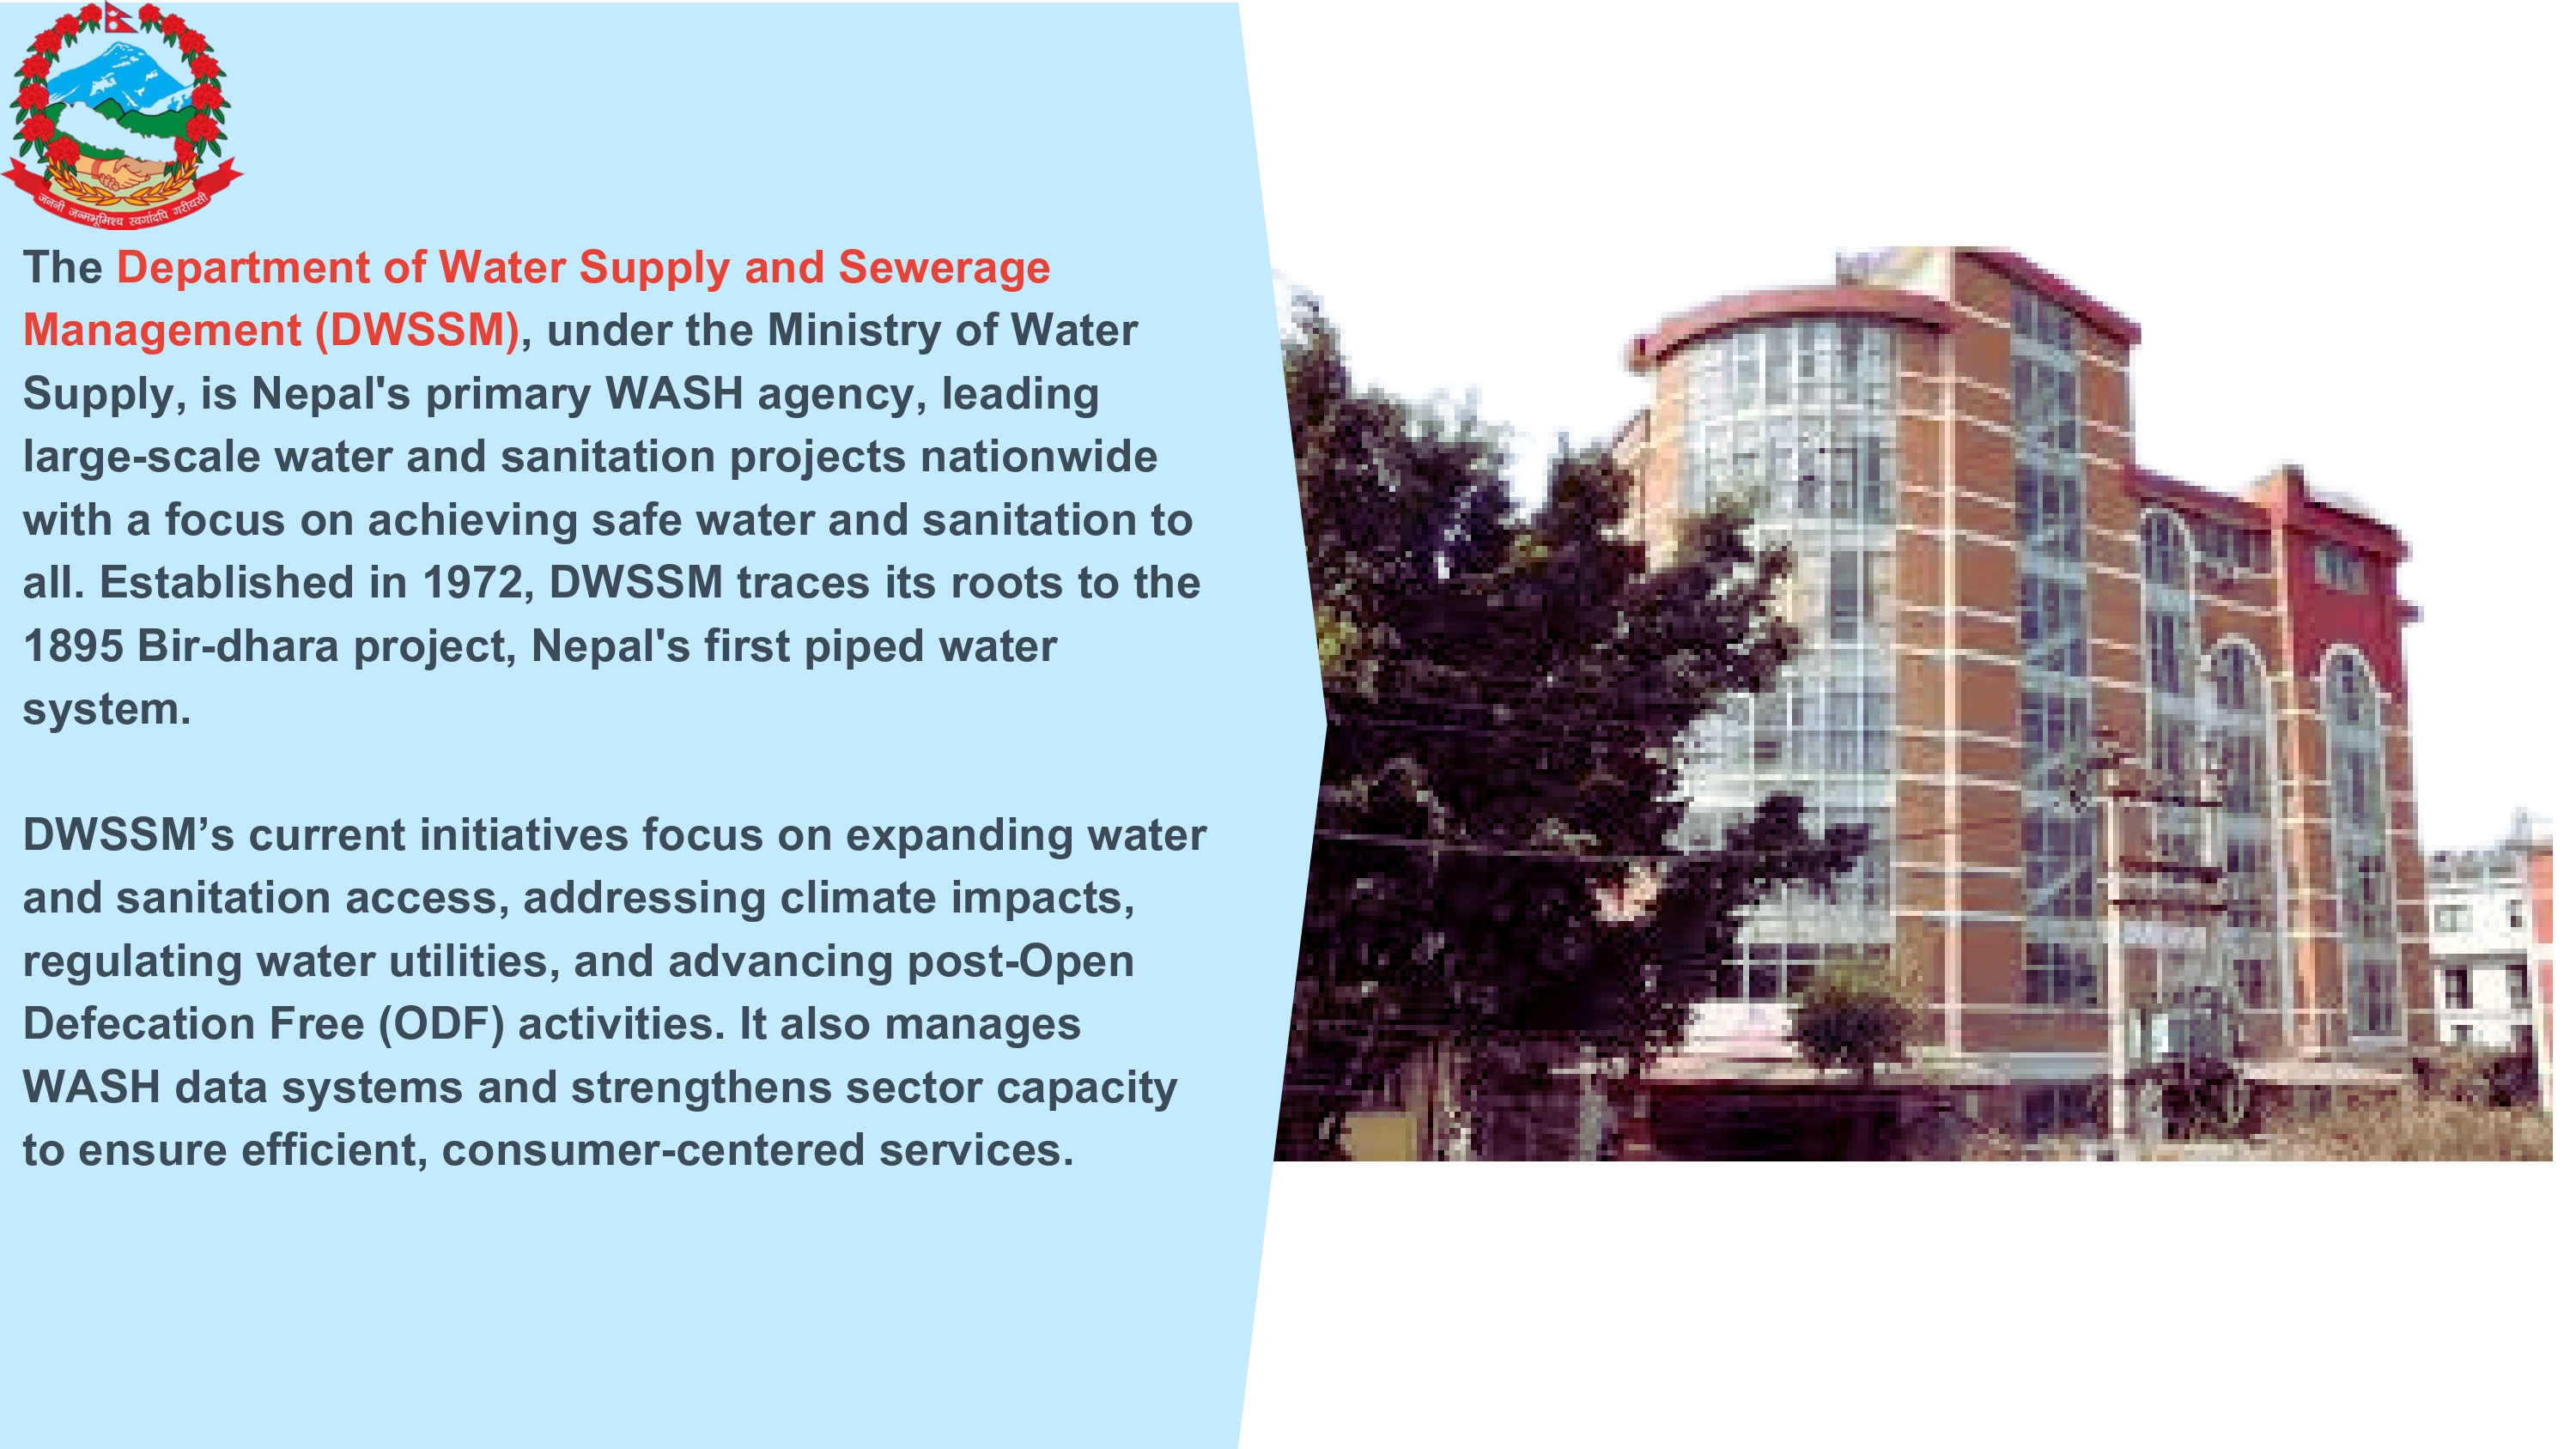 जननी जन्मभूमिश्च स्वर्गादपि गरीयसी
The Department of Water Supply and Sewerage
Management (DWSSM), under the Ministry of Water
Supply, is Nepal's primary WASH agency, leading
large-scale water and sanitation projects nationwide
with a focus on achieving safe water and sanitation to
all. Established in 1972, DWSSM traces its roots to the
1895 Bir-dhara project, Nepal's first piped water
system.
DWSSM’s current initiatives focus on expanding water
and sanitation access, addressing climate impacts,
regulating water utilities, and advancing post-Open
Defecation Free (ODF) activities. It also manages
WASH data systems and strengthens sector capacity
to ensure efficient, consumer-centered services.